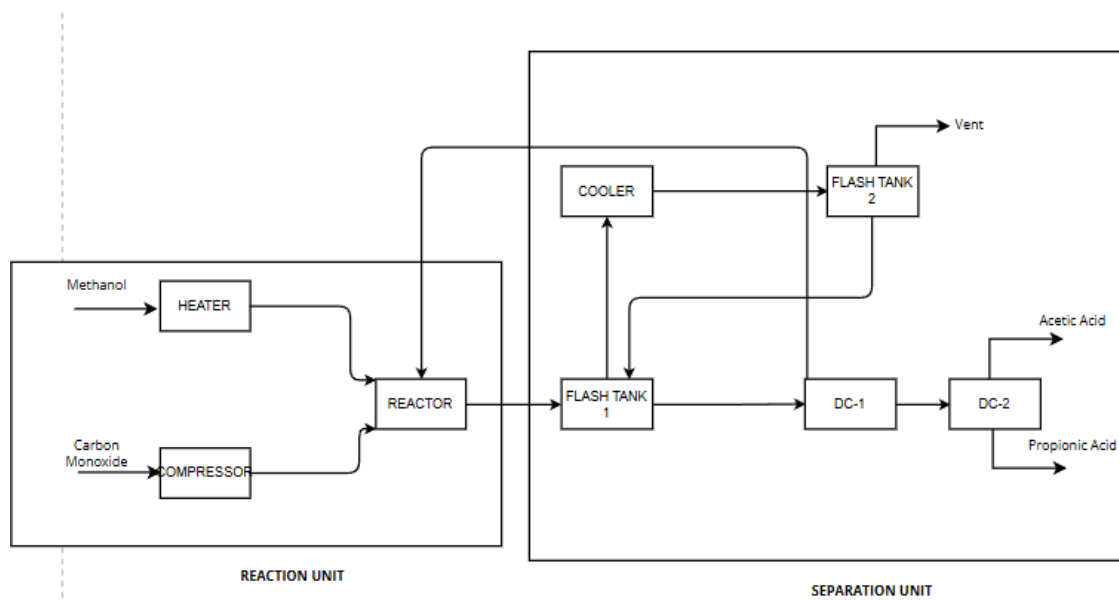 Vent
COOLER
FLASH TANK
2
Methanol
HEATER
Acetic Acid
REACTOR
FLASH TANK
1
DC-1
DC-2
Carbon
Monoxide
COMPRESSOR
Propionic Acid
REACTION UNIT
SEPARATION UNIT